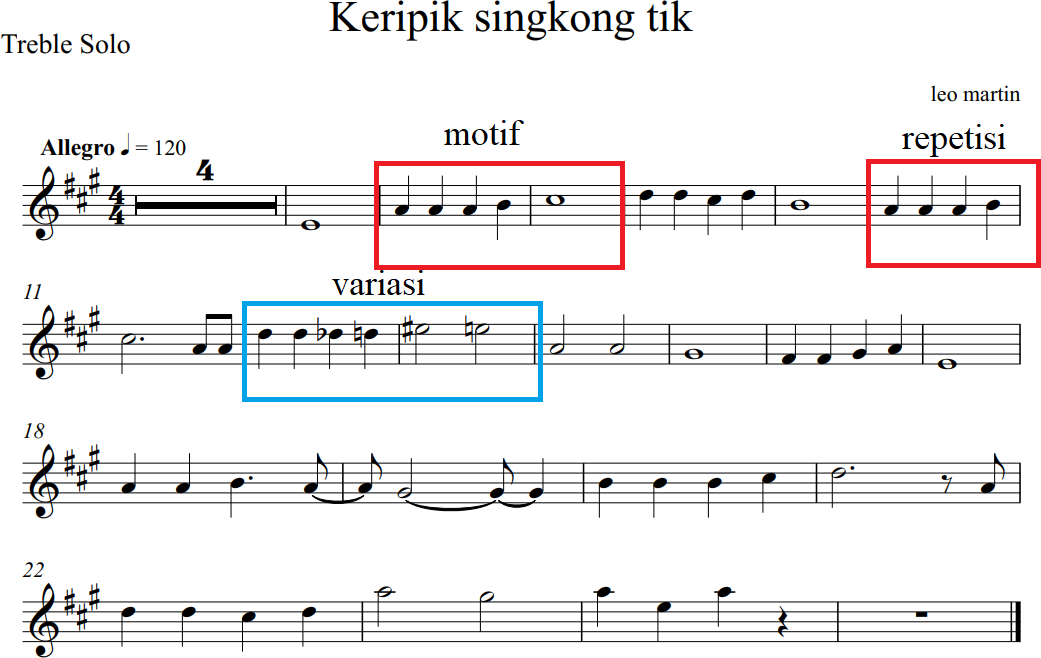 Keripik singkong tik
Treble Solo
leo martin
motif
repetisi
Allegro ♩ = 120
4
4
4
variasi
11
18
22